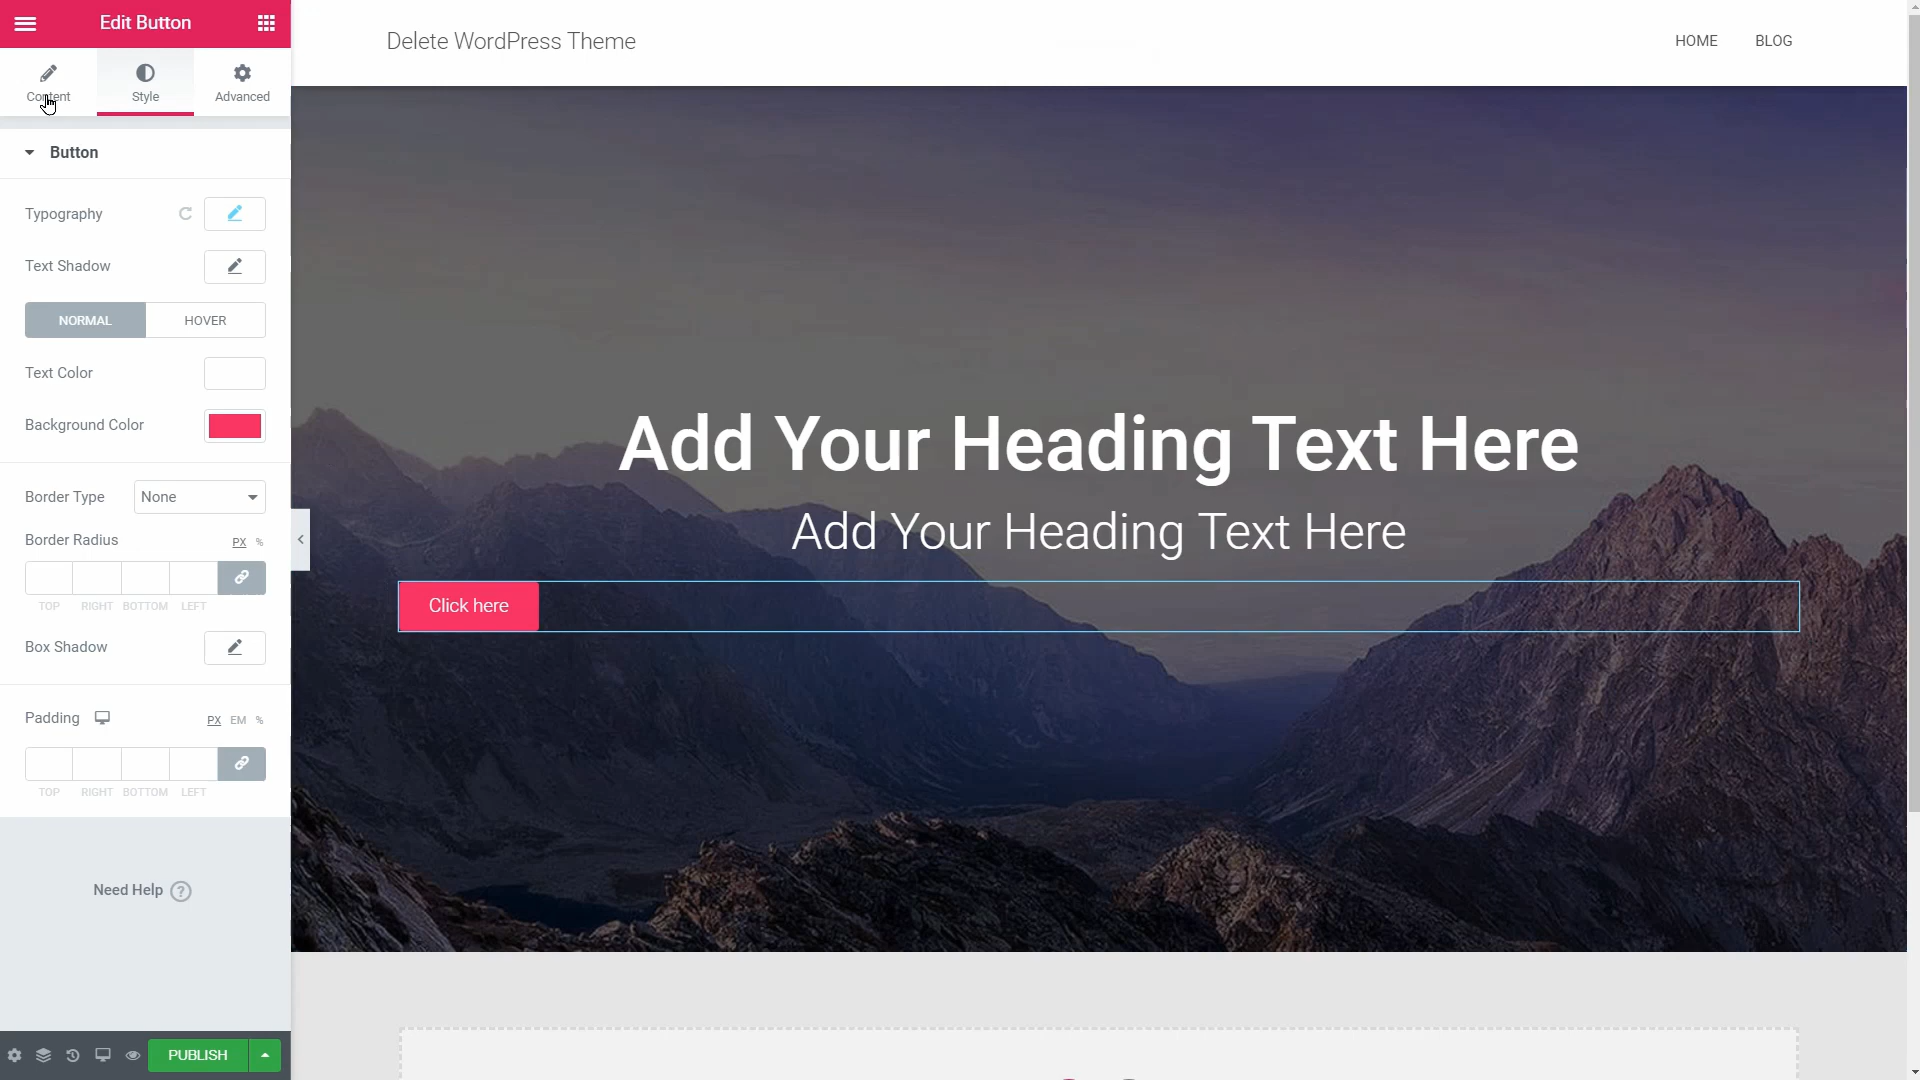 Edit Button
Content
Style
Advanced
Button
Typography
Text Shadow
NORMAL
HOVER
Text Color
Background Color
Border Type
None
Border Radius
PX %
TOP RIGHT BOTTOM LEFT
Box Shadow
Padding
PX EM %
TOP RIGHT BOTTOM LEFT
Need Help ?
PUBLISH
Delete WordPress Theme
HOME
BLOG
Add Your Heading Text Here
Add Your Heading Text Here
Click here